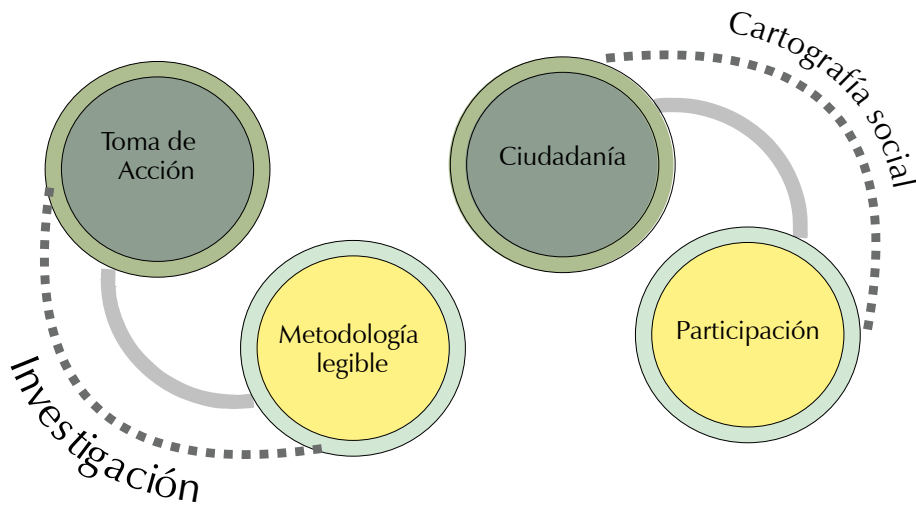 Toma de
Acción
Metodología
legible
Investigación
Ciudadanía
Participación
Cartografía social